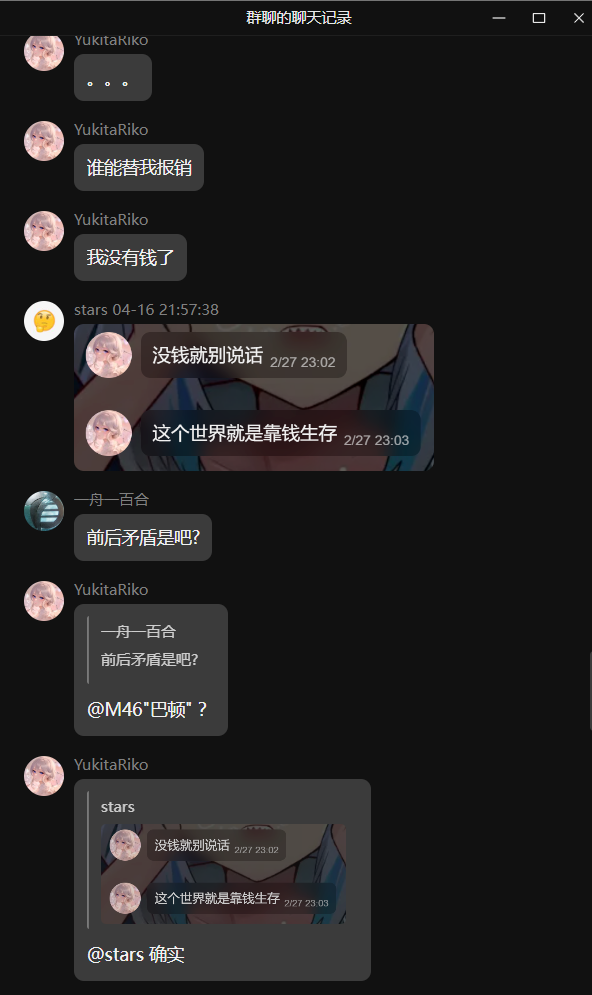 群聊的聊天记录
YukitaRiko
。。。
YukitaRiko
谁能替我报销
YukitaRiko
我没有钱了
stars 04-16 21:57:38
没钱就别说话 2/27 23:02
这个世界就是靠钱生存 2/27 23:03
一舟一百合
前后矛盾是吧?
YukitaRiko
一舟一百合
前后矛盾是吧?
@M46"巴顿" ?
YukitaRiko
stars
没钱就别说话 2/27 23:02
这个世界就是靠钱生存 2/27 23:03
@stars 确实